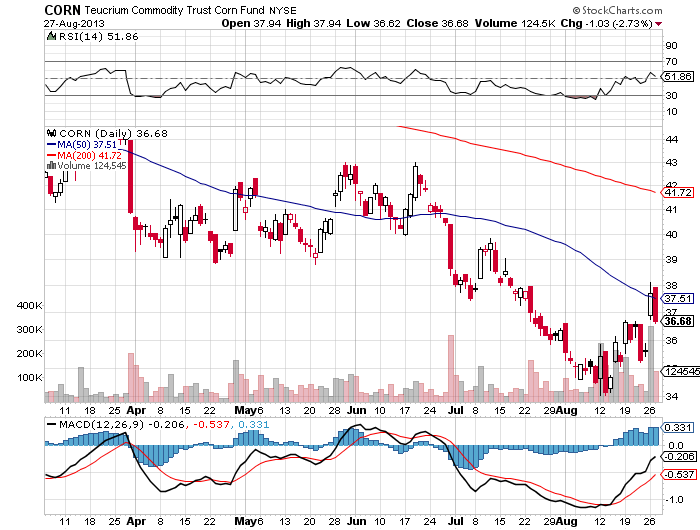 CORN Teucrium Commodity Trust Corn Fund NYSE © StockCharts.com
27-Aug-2013 Open 37.94 High 37.94 Low 36.62 Close 36.68 Volume 124.5K Chg -1.03 (-2.73%)
RSI(14) 51.86
90
70
51.86
30
10
CORN (Daily) 36.68
MA(50) 37.51
MA(200) 41.72
Volume 124,545
44
43
42
41.72
41
40
39
38
37.51
37
36.68
36
35
124545
34
400K
300K
200K
100K
11 18 25 Apr 8 15 22 May 6 13 20 28 Jun 10 17 24 Jul 8 15 22 29 Aug 12 19 26
MACD(12,26,9) -0.206, -0.537, 0.331
0.331
0.0
-0.206
-0.537
-1.0
11 18 25 Apr 8 15 22 May 6 13 20 28 Jun 10 17 24 Jul 8 15 22 29 Aug 12 19 26